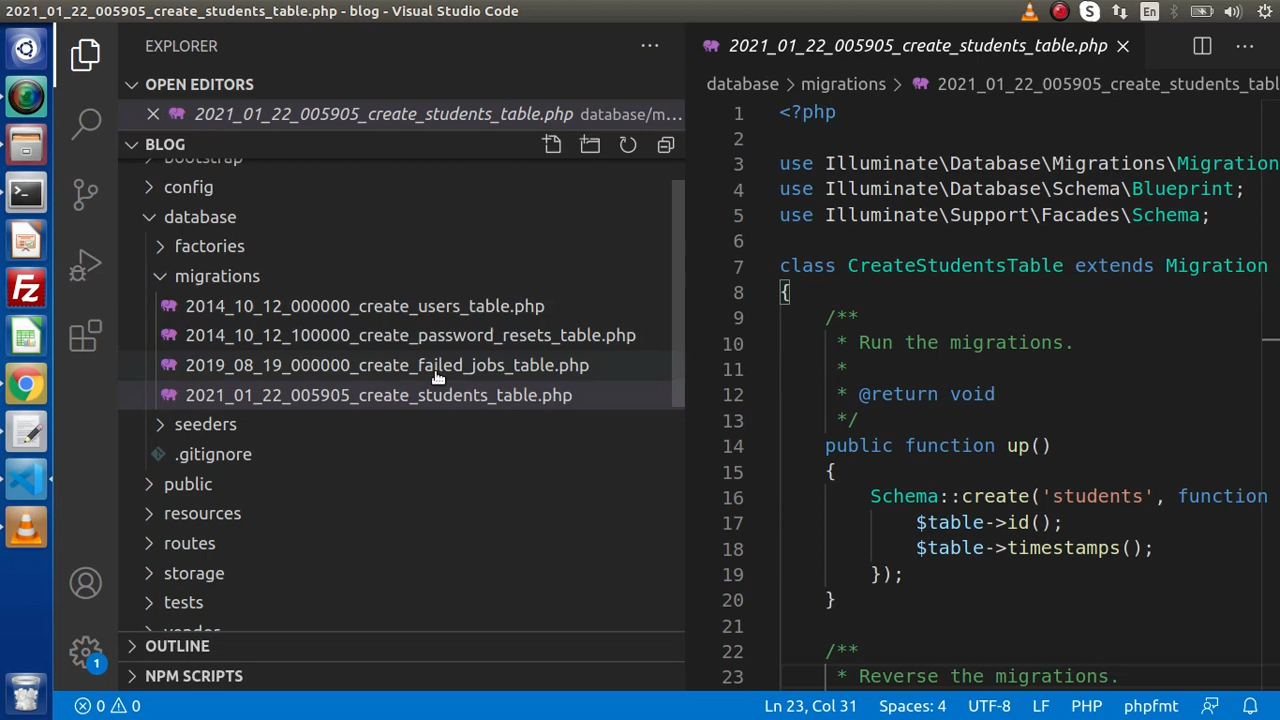 2021_01_22_005905_create_students_table.php - blog - Visual Studio Code
En
EXPLORER
OPEN EDITORS
2021_01_22_005905_create_students_table.php database/m...
BLOG
bootstrap
config
database
factories
migrations
2014_10_12_000000_create_users_table.php
2014_10_12_100000_create_password_resets_table.php
2019_08_19_000000_create_failed_jobs_table.php
2021_01_22_005905_create_students_table.php
seeders
.gitignore
public
resources
routes
storage
tests
vendor
OUTLINE
NPM SCRIPTS
1
2021_01_22_005905_create_students_table.php
database > migrations > 2021_01_22_005905_create_students_tab
1 <?php
2
3 use Illuminate\Database\Migrations\Migration
4 use Illuminate\Database\Schema\Blueprint;
5 use Illuminate\Support\Facades\Schema;
6
7 class CreateStudentsTable extends Migration
8 {
9 /**
10 * Run the migrations.
11 *
12 * @return void
13 */
14 public function up()
15 {
16 Schema::create('students', function
17 $table->id();
18 $table->timestamps();
19 });
20 }
21
22 /**
23 * Reverse the migrations.
0 0 Ln 23, Col 31 Spaces: 4 UTF-8 LF PHP phpfmt